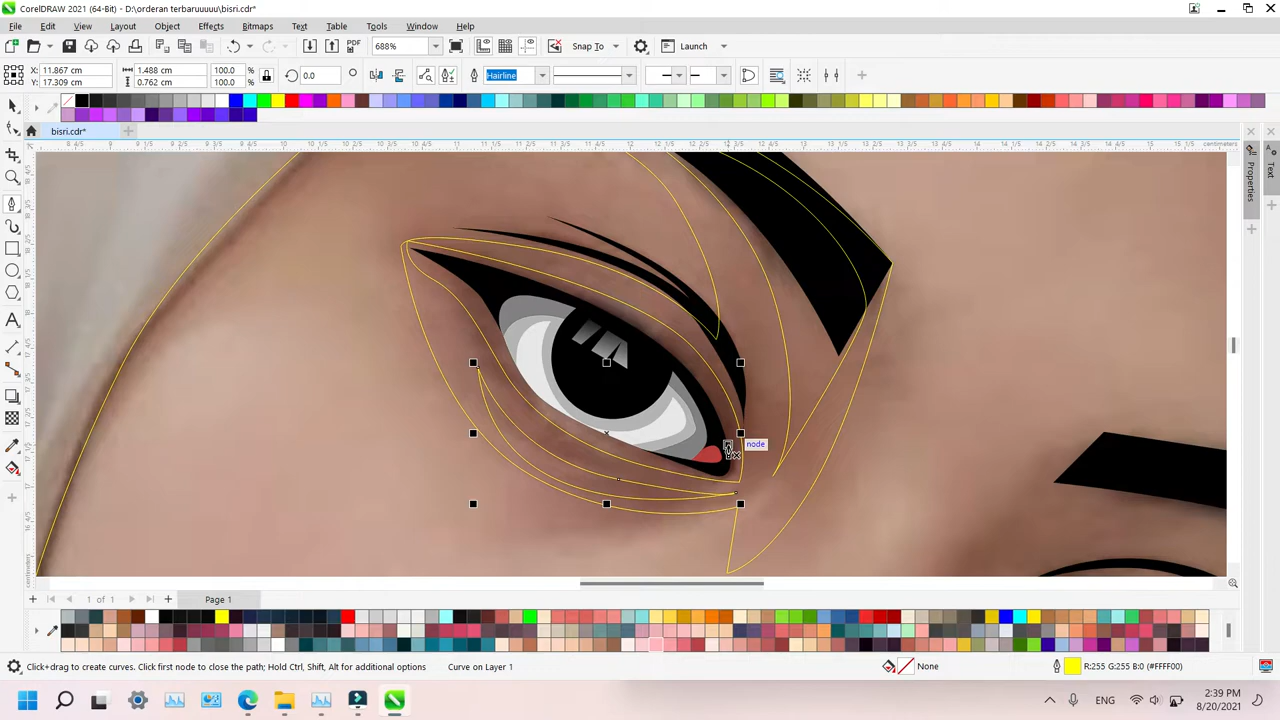 CorelDRAW 2021 (64-Bit) - D:\orderan terbaruuuuu\bisri.cdr*
File Edit View Layout Object Effects Bitmaps Text Table Tools Window Help
PDF 688% Snap To Launch
X: 11.867 cm 1.488 cm 100.0 % 0.0 Hairline
Y: 17.309 cm 0.762 cm 100.0 %
bisri.cdr*
centimeters
Properties
Text
node
1 of 1 Page 1
Click+drag to create curves. Click first node to close the path; Hold Ctrl, Shift, Alt for additional options Curve on Layer 1 None R:255 G:255 B:0 (#FFFF00)
ENG 2:39 PM
8/20/2021